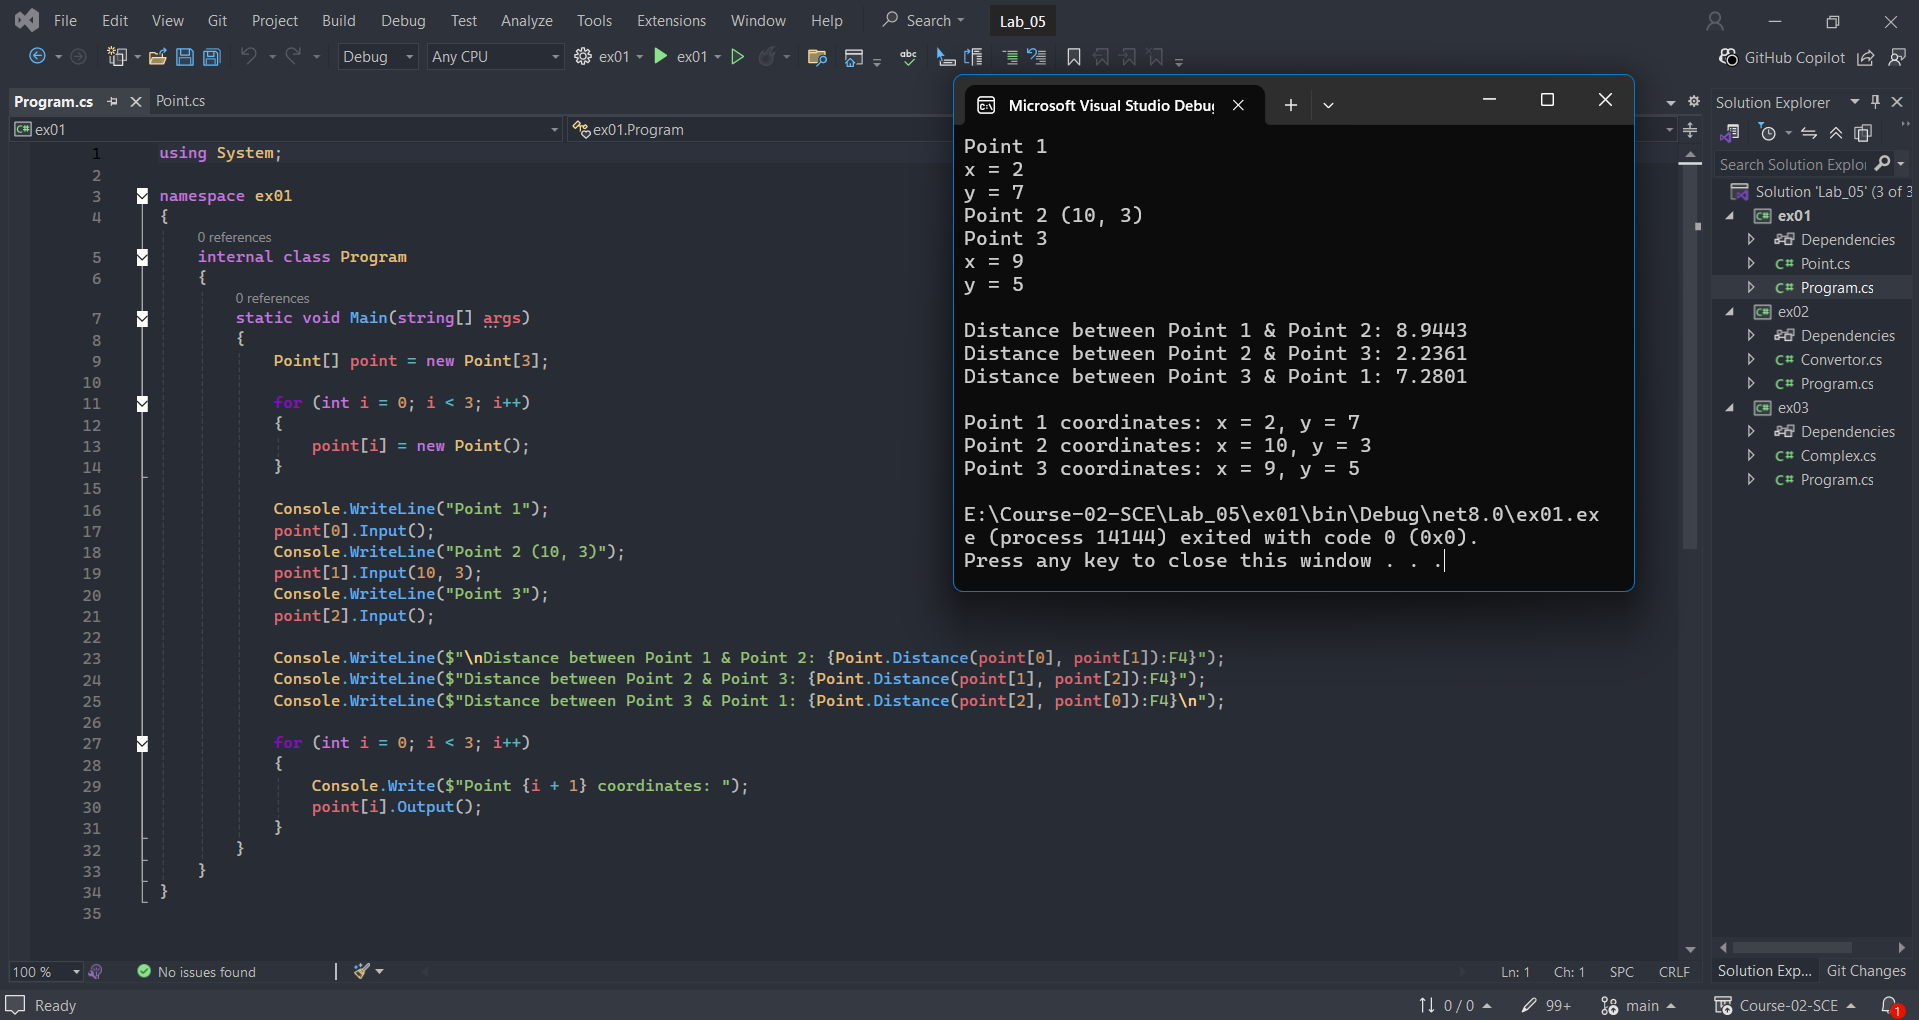 File Edit View Git Project Build Debug Test Analyze Tools Extensions Window Help Search Lab_05
Debug Any CPU ex01 ex01 abc GitHub Copilot
Program.cs Point.cs
ex01 ex01.Program
1 using System;
2
3 namespace ex01
4 {
0 references
5 internal class Program
6 {
0 references
7 static void Main(string[] args)
8 {
9 Point[] point = new Point[3];
10
11 for (int i = 0; i < 3; i++)
12 {
13 point[i] = new Point();
14 }
15
16 Console.WriteLine("Point 1");
17 point[0].Input();
18 Console.WriteLine("Point 2 (10, 3)");
19 point[1].Input(10, 3);
20 Console.WriteLine("Point 3");
21 point[2].Input();
22
23 Console.WriteLine($"\nDistance between Point 1 & Point 2: {Point.Distance(point[0], point[1]):F4}");
24 Console.WriteLine($"Distance between Point 2 & Point 3: {Point.Distance(point[1], point[2]):F4}");
25 Console.WriteLine($"Distance between Point 3 & Point 1: {Point.Distance(point[2], point[0]):F4}\n");
26
27 for (int i = 0; i < 3; i++)
28 {
29 Console.Write($"Point {i + 1} coordinates: ");
30 point[i].Output();
31 }
32 }
33 }
34 }
35
Microsoft Visual Studio Debug
Point 1
x = 2
y = 7
Point 2 (10, 3)
Point 3
x = 9
y = 5
Distance between Point 1 & Point 2: 8.9443
Distance between Point 2 & Point 3: 2.2361
Distance between Point 3 & Point 1: 7.2801
Point 1 coordinates: x = 2, y = 7
Point 2 coordinates: x = 10, y = 3
Point 3 coordinates: x = 9, y = 5
E:\Course-02-SCE\Lab_05\ex01\bin\Debug\net8.0\ex01.ex
e (process 14144) exited with code 0 (0x0).
Press any key to close this window . . .
Solution Explorer
Search Solution Explo
Solution 'Lab_05' (3 of 3
C# ex01
Dependencies
C# Point.cs
C# Program.cs
C# ex02
Dependencies
C# Convertor.cs
C# Program.cs
C# ex03
Dependencies
C# Complex.cs
C# Program.cs
Solution Exp... Git Changes
100 % No issues found Ln: 1 Ch: 1 SPC CRLF
Ready 0 / 0 99+ main Course-02-SCE 1